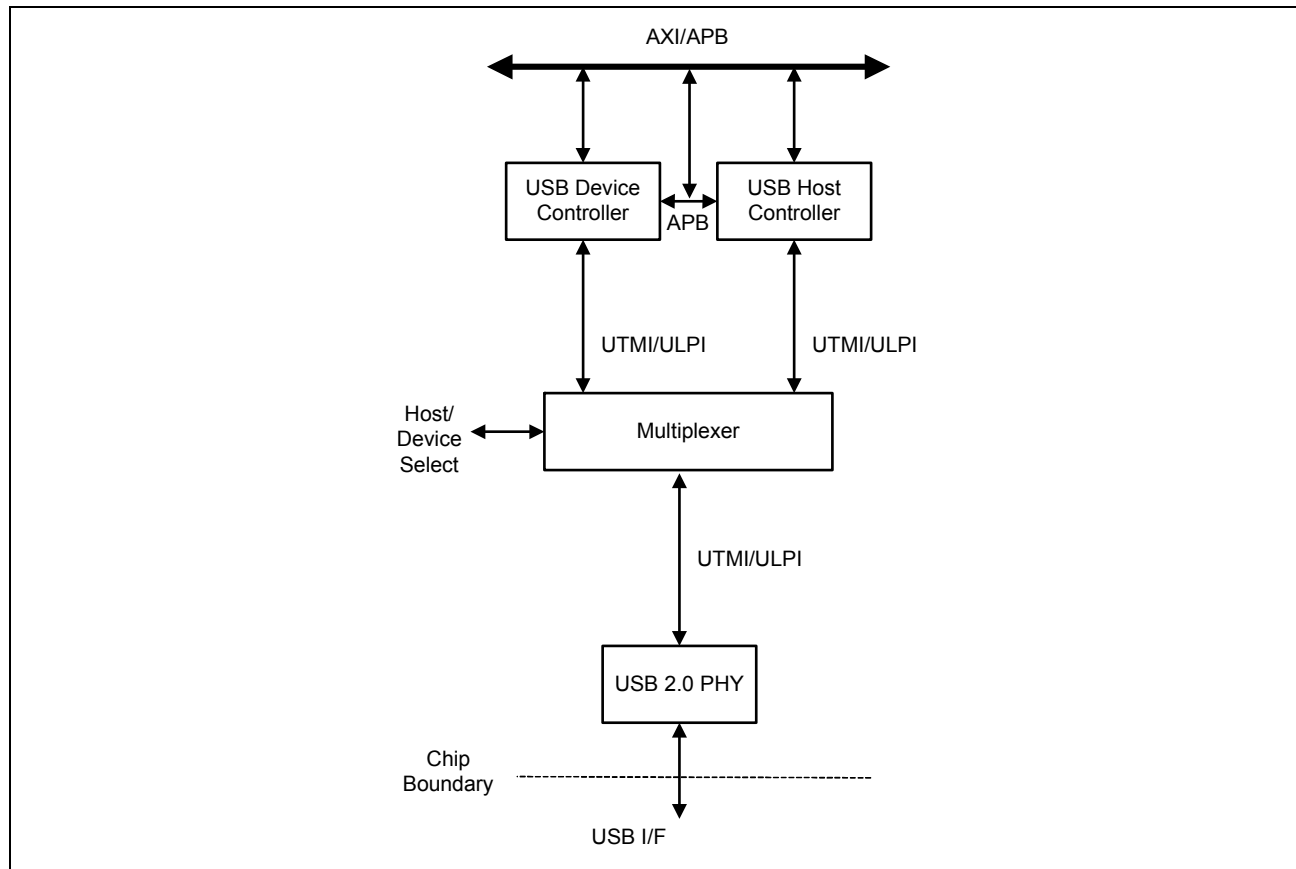 AXI/APB
USB Device
Controller
USB Host
Controller
APB
UTMI/ULPI
UTMI/ULPI
Host/
Device
Select
Multiplexer
UTMI/ULPI
USB 2.0 PHY
Chip
Boundary
USB I/F